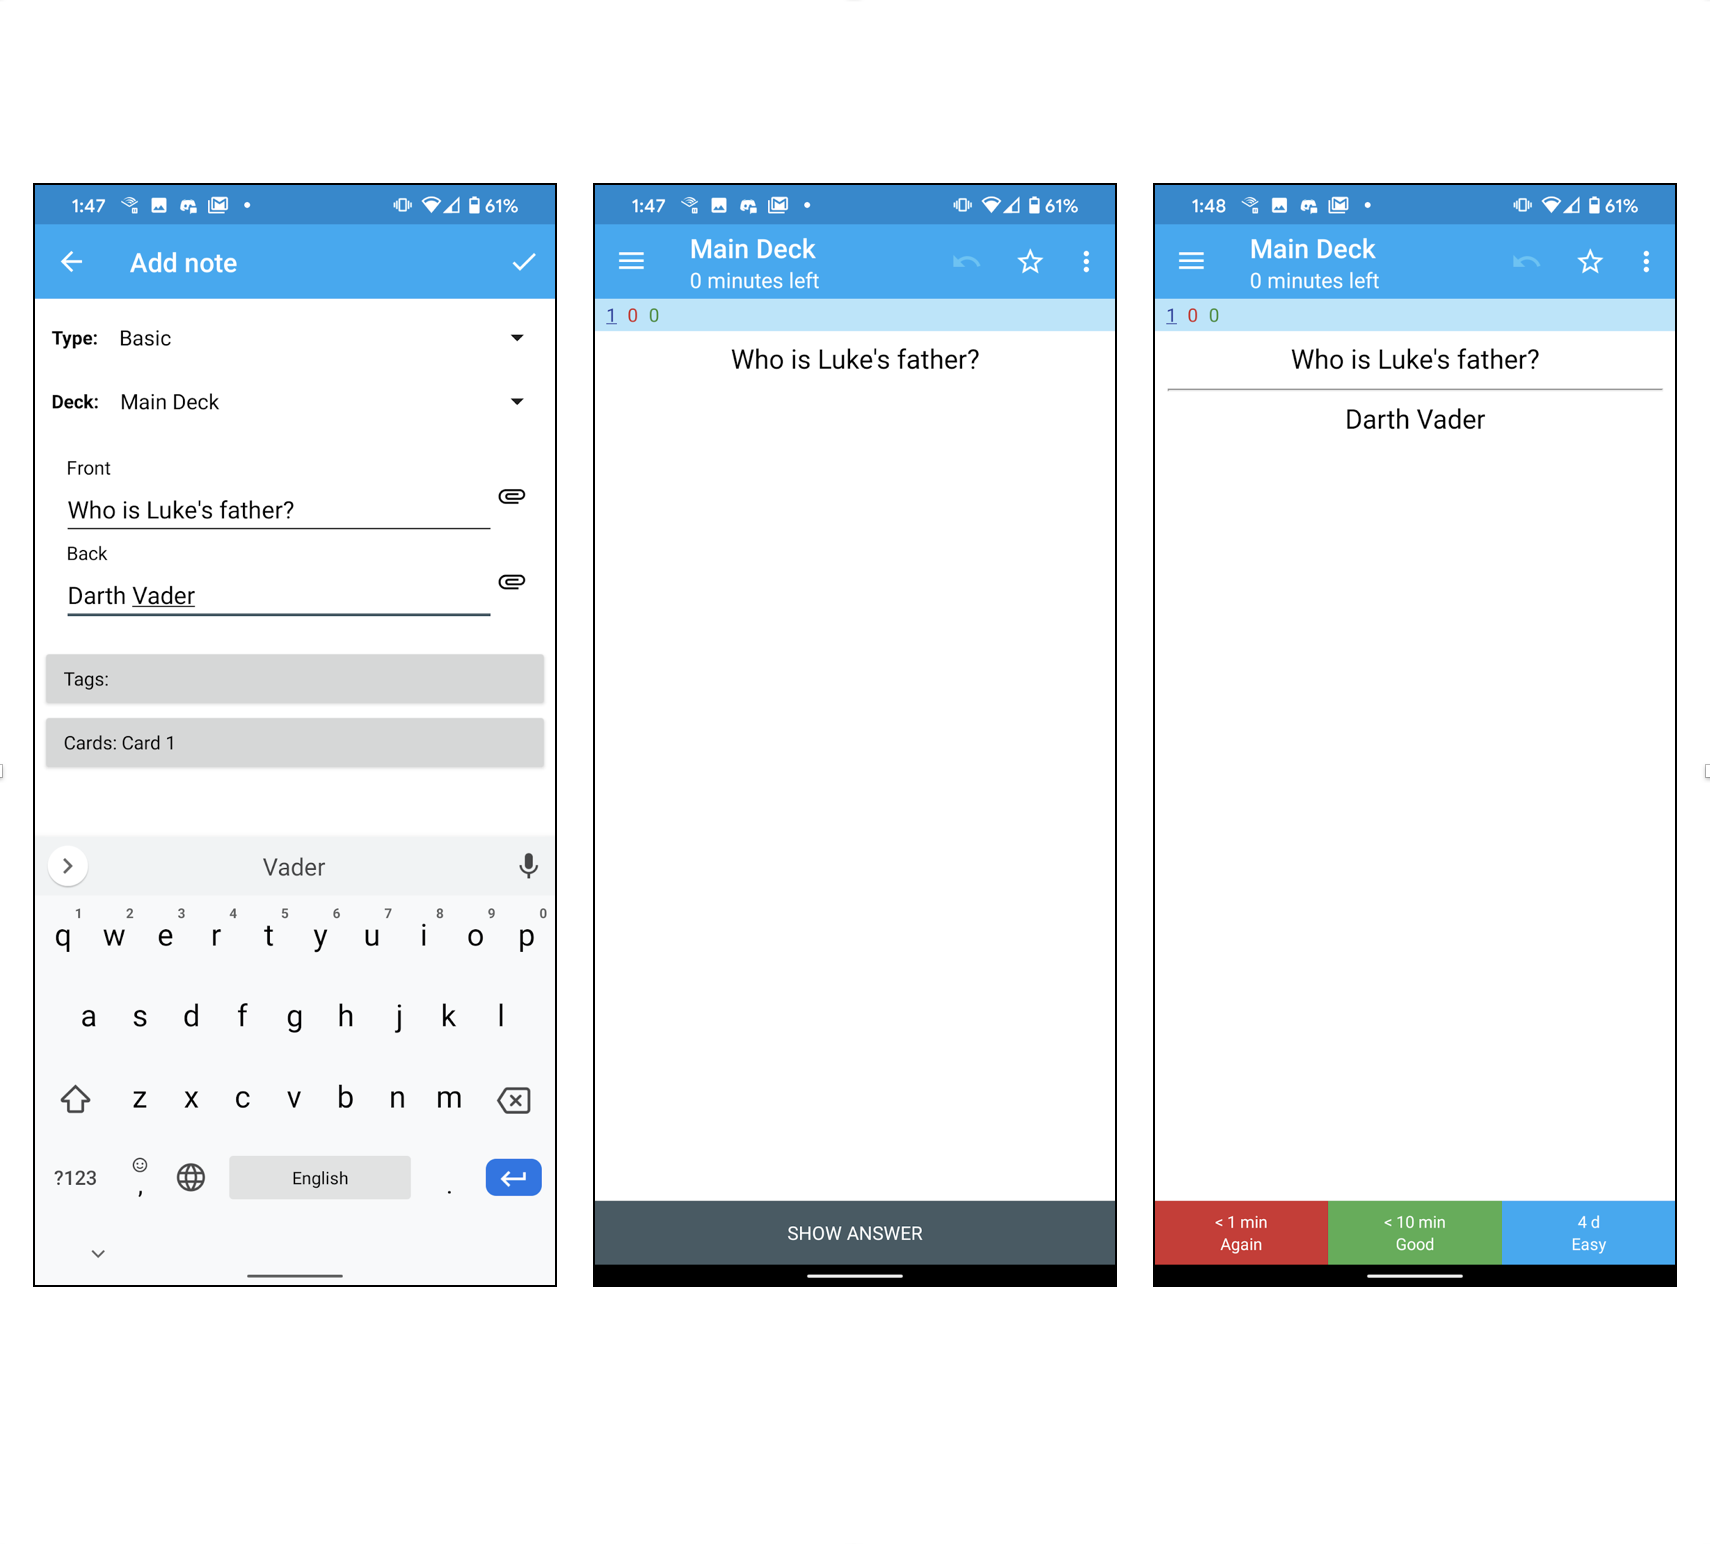 1:47 61%
Add note
Type: Basic
Deck: Main Deck
Front
Who is Luke's father?
Back
Darth Vader
Tags:
Cards: Card 1
Vader
1 2 3 4 5 6 7 8 9 0
q w e r t y u i o p
a s d f g h j k l
z x c v b n m
?123 , English .
1:47 61%
Main Deck
0 minutes left
1 0 0
Who is Luke's father?
SHOW ANSWER
1:48 61%
Main Deck
0 minutes left
1 0 0
Who is Luke's father?
Darth Vader
< 1 min < 10 min 4 d
Again Good Easy